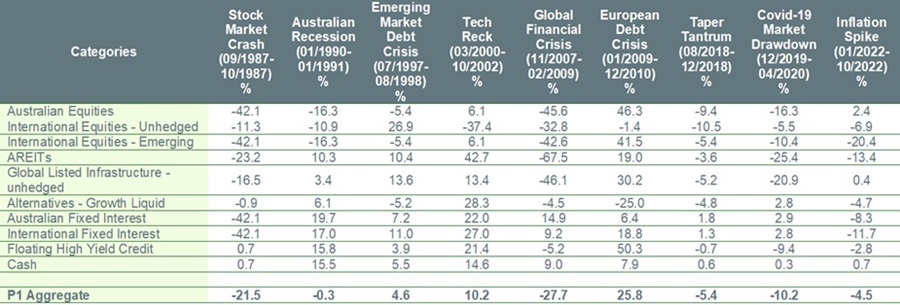 Categories Stock Market Crash (09/1987-10/1987) % Australian Recession (01/1990-01/1991) % Emerging Market Debt Crisis (07/1997-08/1998) % Tech Reck (03/2000-10/2002) % Global Financial Crisis (11/2007-02/2009) % European Debt Crisis (01/2009-12/2010) % Taper Tantrum (08/2018-12/2018) % Covid-19 Market Drawdown (12/2019-04/2020) % Inflation Spike (01/2022-10/2022) %
Australian Equities -42.1 -16.3 -5.4 6.1 -45.6 46.3 -9.4 -16.3 2.4
International Equities - Unhedged -11.3 -10.9 26.9 -37.4 -32.8 -1.4 -10.5 -5.5 -6.9
International Equities - Emerging -42.1 -16.3 -5.4 6.1 -42.6 41.5 -5.4 -10.4 -20.4
AREITs -23.2 10.3 10.4 42.7 -67.5 19.0 -3.6 -25.4 -13.4
Global Listed Infrastructure - unhedged -16.5 3.4 13.6 13.4 -46.1 30.2 -5.2 -20.9 0.4
Alternatives - Growth Liquid -0.9 6.1 -5.2 28.3 -4.5 -25.0 -4.8 2.8 -4.7
Australian Fixed Interest -42.1 19.7 7.2 22.0 14.9 6.4 1.8 2.9 -8.3
International Fixed Interest -42.1 17.0 11.0 27.0 9.2 18.8 1.3 2.8 -11.7
Floating High Yield Credit 0.7 15.8 3.9 21.4 -5.2 50.3 -0.7 -9.4 -2.8
Cash 0.7 15.5 5.5 14.6 9.0 7.9 0.6 0.3 0.7
P1 Aggregate -21.5 -0.3 4.6 10.2 -27.7 25.8 -5.4 -10.2 -4.5